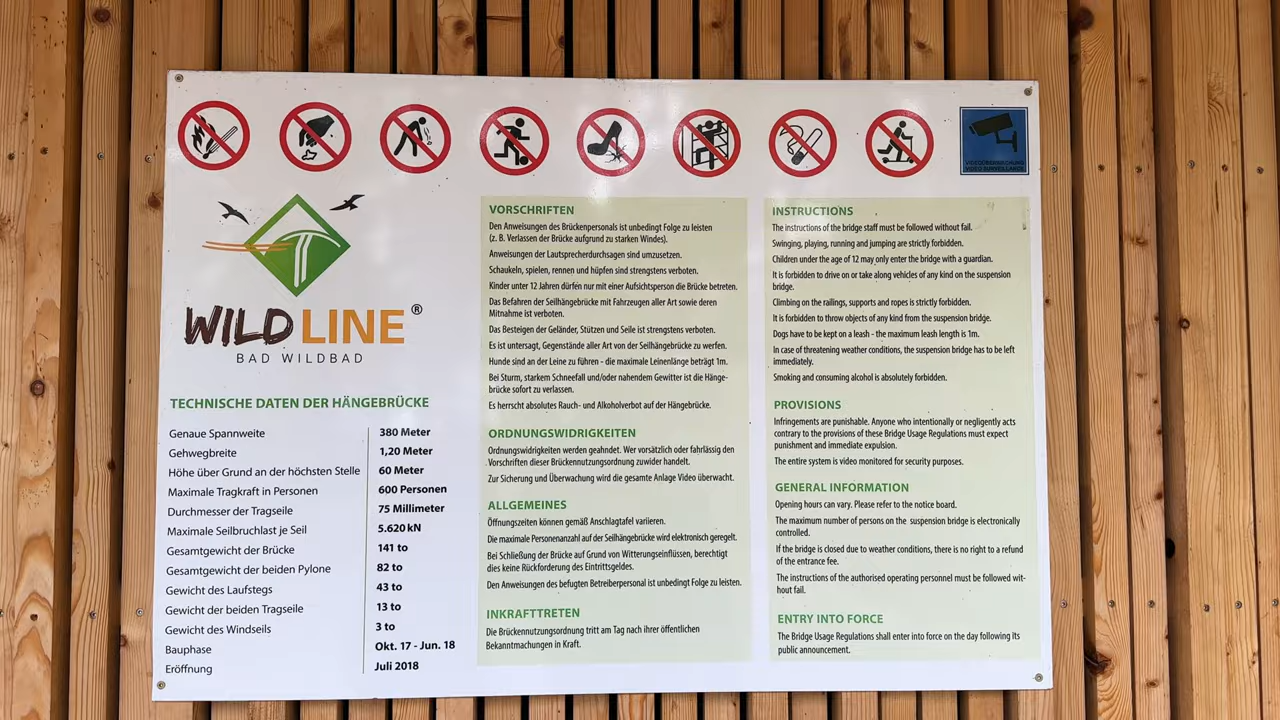 VIDEOÜBERWACHUNG
VIDEO SURVEILLANCE
WILDLINE®
BAD WILDBAD
TECHNISCHE DATEN DER HÄNGEBRÜCKE
Genaue Spannweite 380 Meter
Gehwegbreite 1,20 Meter
Höhe über Grund an der höchsten Stelle 60 Meter
Maximale Tragkraft in Personen 600 Personen
Durchmesser der Tragseile 75 Millimeter
Maximale Seilbruchlast je Seil 5.620 kN
Gesamtgewicht der Brücke 141 to
Gesamtgewicht der beiden Pylone 82 to
Gewicht des Laufstegs 43 to
Gewicht der beiden Tragseile 13 to
Gewicht des Windseils 3 to
Bauphase Okt. 17 - Jun. 18
Eröffnung Juli 2018
VORSCHRIFTEN
Den Anweisungen des Brückenpersonals ist unbedingt Folge zu leisten
(z. B. Verlassen der Brücke aufgrund zu starken Windes).
Anweisungen der Lautsprecherdurchsagen sind umzusetzen.
Schaukeln, spielen, rennen und hüpfen sind strengstens verboten.
Kinder unter 12 Jahren dürfen nur mit einer Aufsichtsperson die Brücke betreten.
Das Befahren der Seilhängebrücke mit Fahrzeugen aller Art sowie deren
Mitnahme ist verboten.
Das Besteigen der Geländer, Stützen und Seile ist strengstens verboten.
Es ist untersagt, Gegenstände aller Art von der Seilhängebrücke zu werfen.
Hunde sind an der Leine zu führen - die maximale Leinenlänge beträgt 1m.
Bei Sturm, starkem Schneefall und/oder nahendem Gewitter ist die Hänge-
brücke sofort zu verlassen.
Es herrscht absolutes Rauch- und Alkoholverbot auf der Hängebrücke.
ORDNUNGSWIDRIGKEITEN
Ordnungswidrigkeiten werden geahndet. Wer vorsätzlich oder fahrlässig den
Vorschriften dieser Brückennutzungsordnung zuwider handelt.
Zur Sicherung und Überwachung wird die gesamte Anlage Video überwacht.
ALLGEMEINES
Öffnungszeiten können gemäß Anschlagtafel variieren.
Die maximale Personenanzahl auf der Seilhängebrücke wird elektronisch geregelt.
Bei Schließung der Brücke auf Grund von Witterungseinflüssen, berechtigt
dies keine Rückforderung des Eintrittsgeldes.
Den Anweisungen des befugten Betreiberpersonal ist unbedingt Folge zu leisten.
INKRAFTTRETEN
Die Brückennutzungsordnung tritt am Tag nach ihrer öffentlichen
Bekanntmachungen in Kraft.
INSTRUCTIONS
The instructions of the bridge staff must be followed without fail.
Swinging, playing, running and jumping are strictly forbidden.
Children under the age of 12 may only enter the bridge with a guardian.
It is forbidden to drive on or take along vehicles of any kind on the suspension
bridge.
Climbing on the railings, supports and ropes is strictly forbidden.
It is forbidden to throw objects of any kind from the suspension bridge.
Dogs have to be kept on a leash - the maximum leash length is 1m.
In case of threatening weather conditions, the suspension bridge has to be left
immediately.
Smoking and consuming alcohol is absolutely forbidden.
PROVISIONS
Infringements are punishable. Anyone who intentionally or negligently acts
contrary to the provisions of these Bridge Usage Regulations must expect
punishment and immediate expulsion.
The entire system is video monitored for security purposes.
GENERAL INFORMATION
Opening hours can vary. Please refer to the notice board.
The maximum number of persons on the suspension bridge is electronically
controlled.
If the bridge is closed due to weather conditions, there is no right to a refund
of the entrance fee.
The instructions of the authorised operating personnel must be followed wit-
hout fail.
ENTRY INTO FORCE
The Bridge Usage Regulations shall enter into force on the day following its
public announcement.